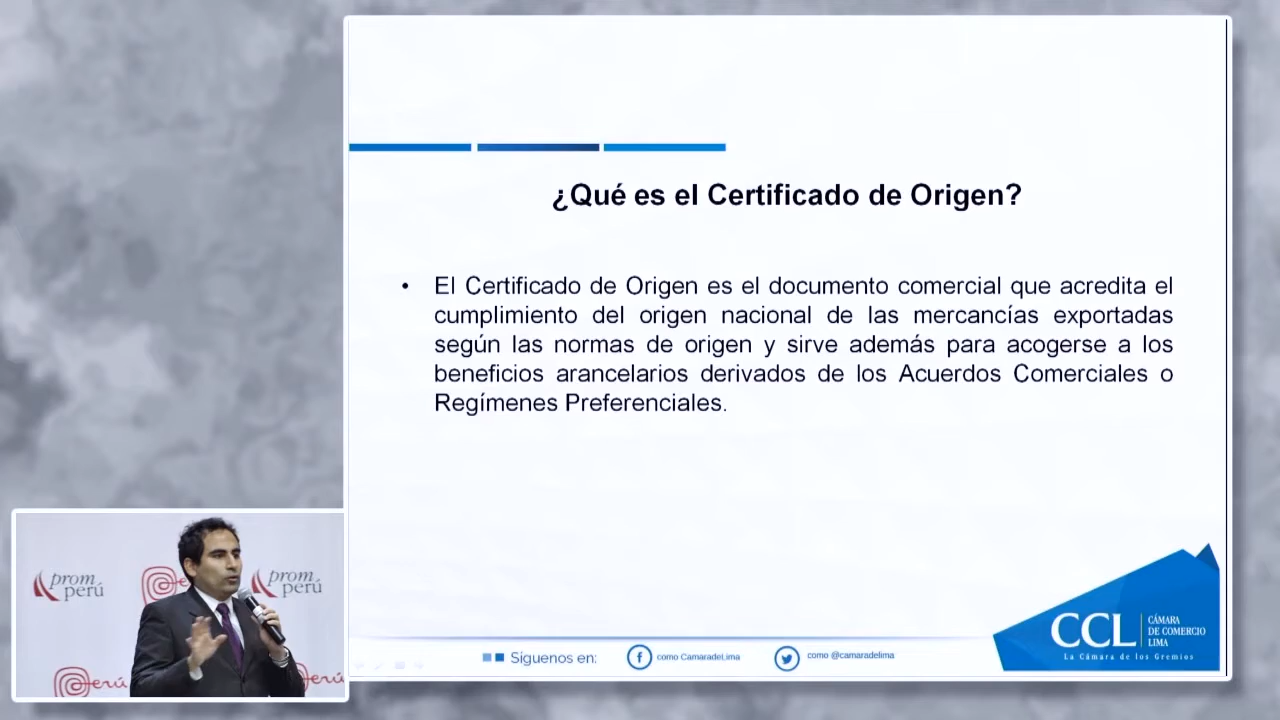 ¿Qué es el Certificado de Origen?
• El Certificado de Origen es el documento comercial que acredita el
cumplimiento del origen nacional de las mercancías exportadas
según las normas de origen y sirve además para acogerse a los
beneficios arancelarios derivados de los Acuerdos Comerciales o
Regímenes Preferenciales.
prom
perú
prom
perú
erú
erú
Síguenos en:
como CamaradeLima
como @camaradelima
CCL
CÁMARA
DE COMERCIO
LIMA
La Cámara de los Gremios